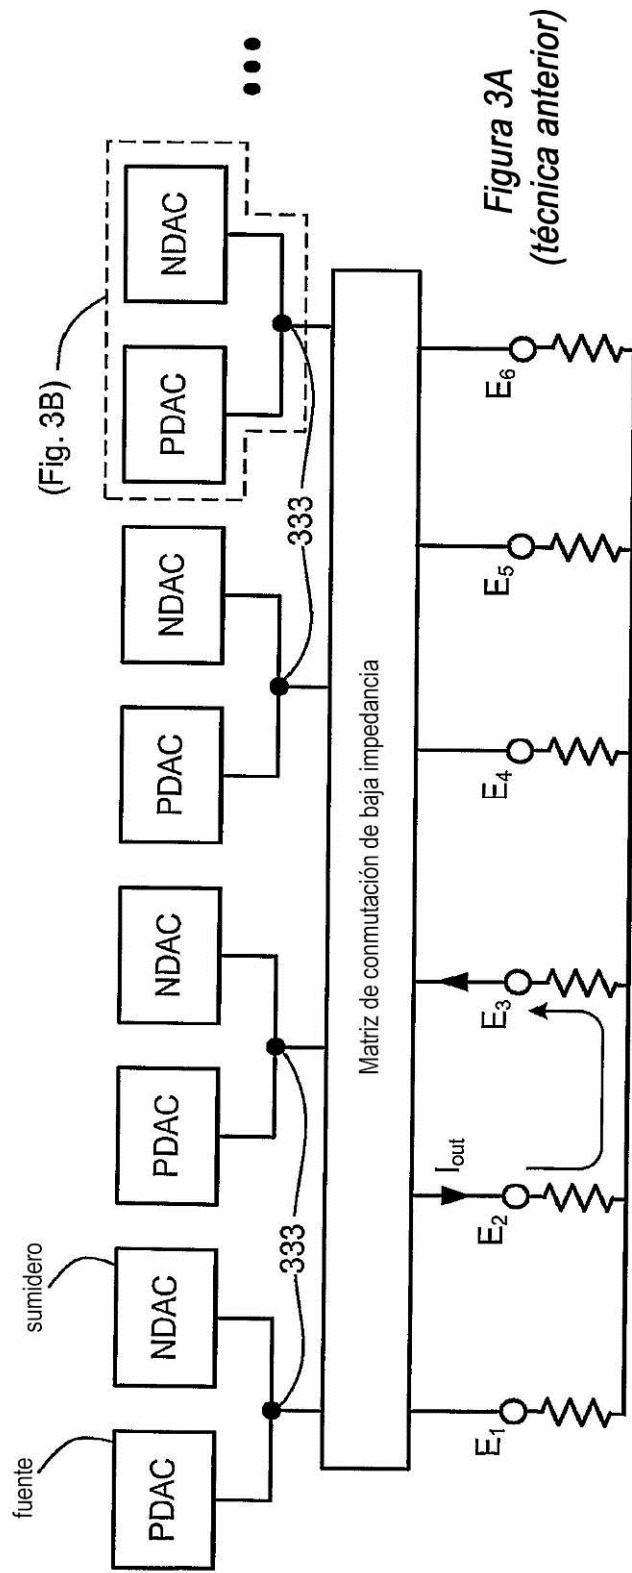 (Fig. 3B)
fuente
sumidero
PDAC
NDAC
PDAC
NDAC
PDAC
NDAC
PDAC
NDAC
333
333
Matriz de conmutación de baja impedancia
I_out
E₁
E₂
E₃
E₄
E₅
E₆
Figura 3A
(técnica anterior)